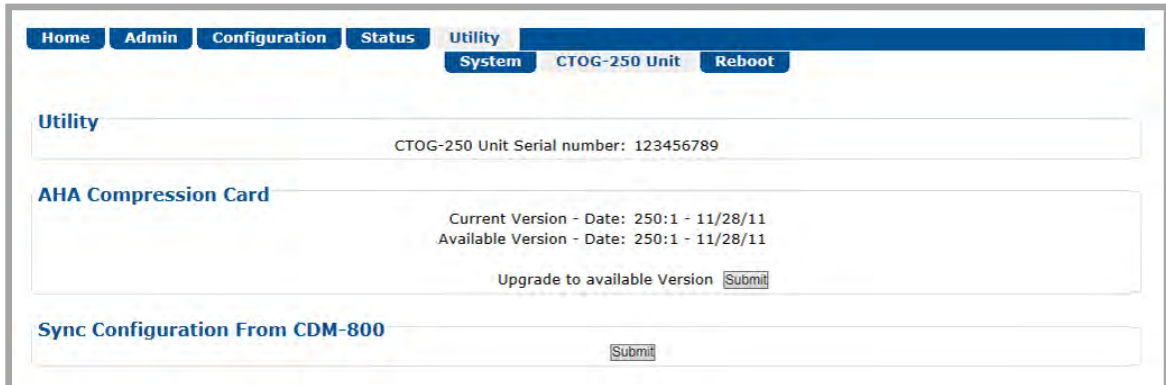 Home Admin Configuration Status Utility
System CTOG-250 Unit Reboot
Utility
CTOG-250 Unit Serial number: 123456789
AHA Compression Card
Current Version - Date: 250:1 - 11/28/11
Available Version - Date: 250:1 - 11/28/11
Upgrade to available Version Submit
Sync Configuration From CDM-800
Submit